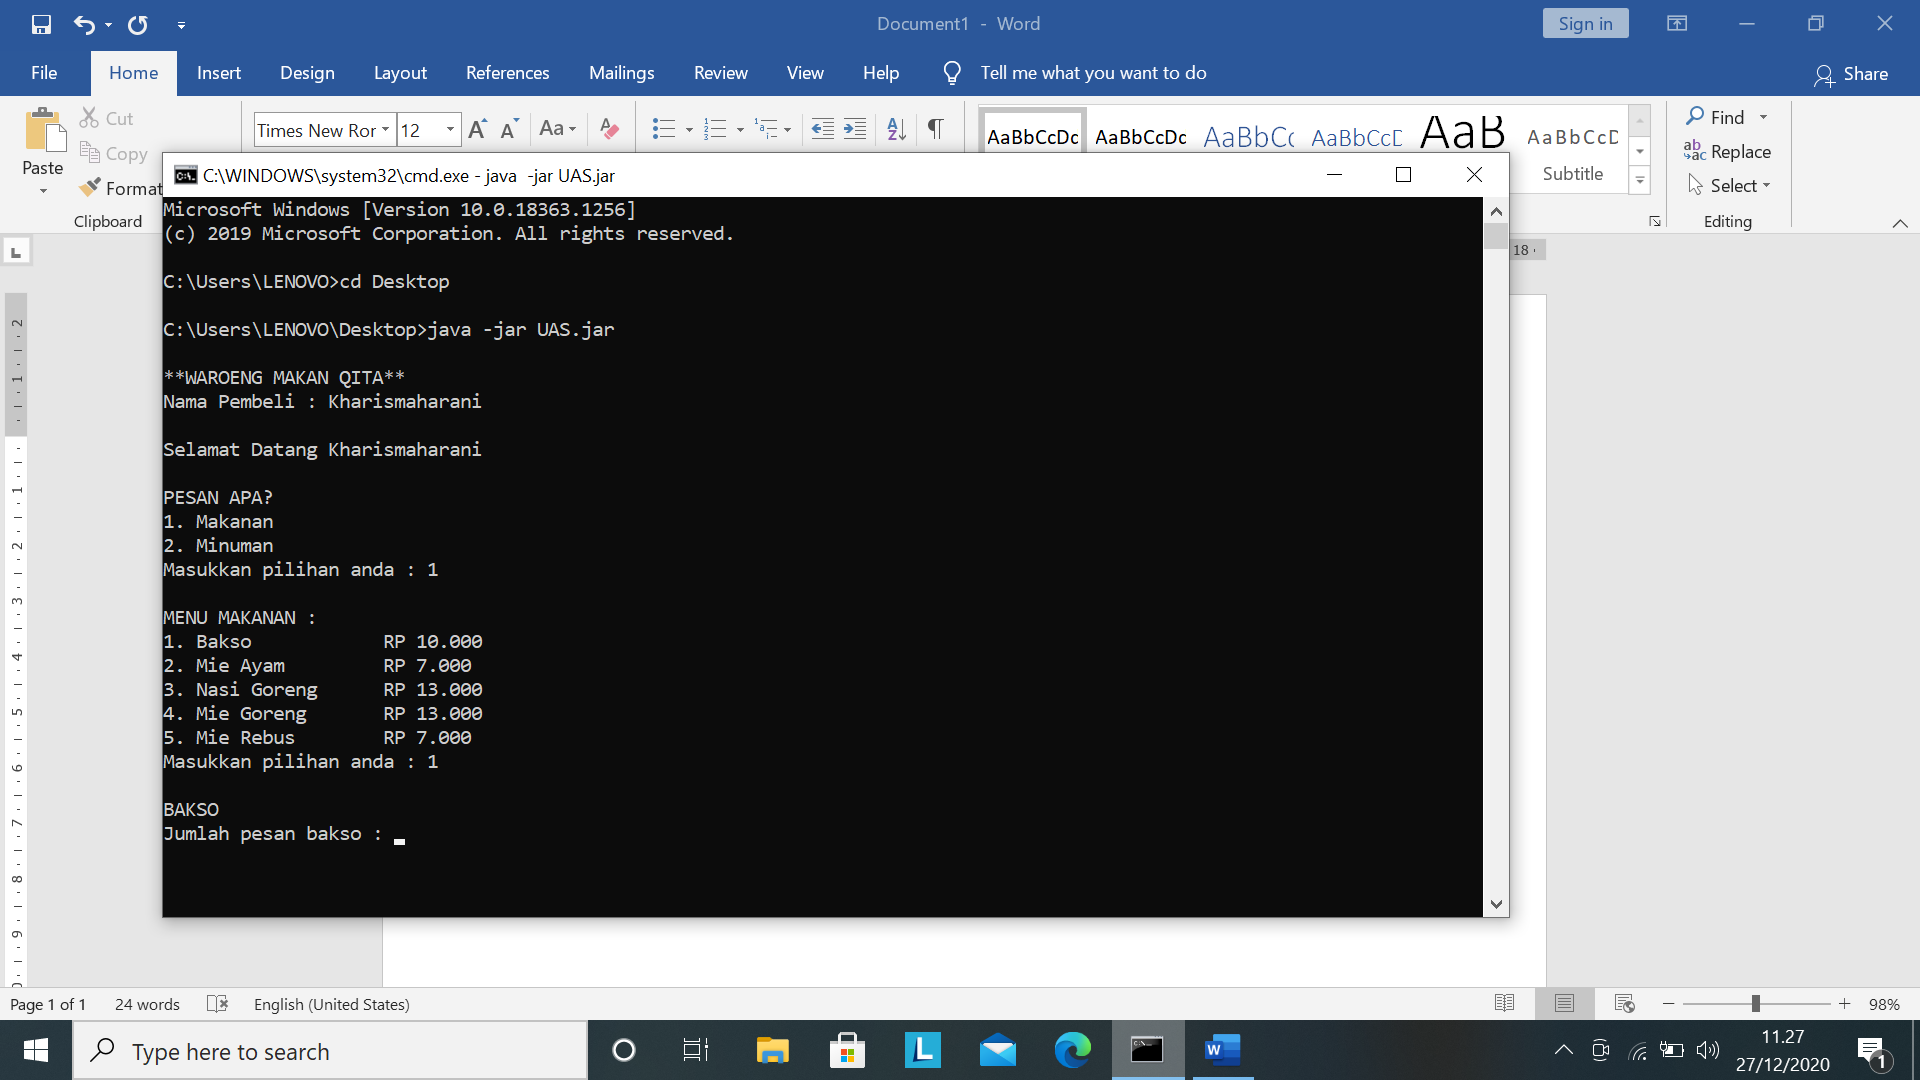 Document1 - Word
Sign in
File Home Insert Design Layout References Mailings Review View Help Tell me what you want to do Share
Paste
Cut
Copy
Format
Clipboard
Times New Ror 12
Aa
AaBbCcDc AaBbCcDc AaBbCc AaBbCcD AaB AaBbCcD
Subtitle
Find
Replace
Select
Editing
18
C:\WINDOWS\system32\cmd.exe - java  -jar UAS.jar
Microsoft Windows [Version 10.0.18363.1256]
(c) 2019 Microsoft Corporation. All rights reserved.
C:\Users\LENOVO>cd Desktop
C:\Users\LENOVO\Desktop>java -jar UAS.jar
**WAROENG MAKAN QITA**
Nama Pembeli : Kharismaharani
Selamat Datang Kharismaharani
PESAN APA?
1. Makanan
2. Minuman
Masukkan pilihan anda : 1
MENU MAKANAN :
1. Bakso RP 10.000
2. Mie Ayam RP 7.000
3. Nasi Goreng RP 13.000
4. Mie Goreng RP 13.000
5. Mie Rebus RP 7.000
Masukkan pilihan anda : 1
BAKSO
Jumlah pesan bakso :
Page 1 of 1 24 words English (United States) 98%
Type here to search
11.27
27/12/2020
1